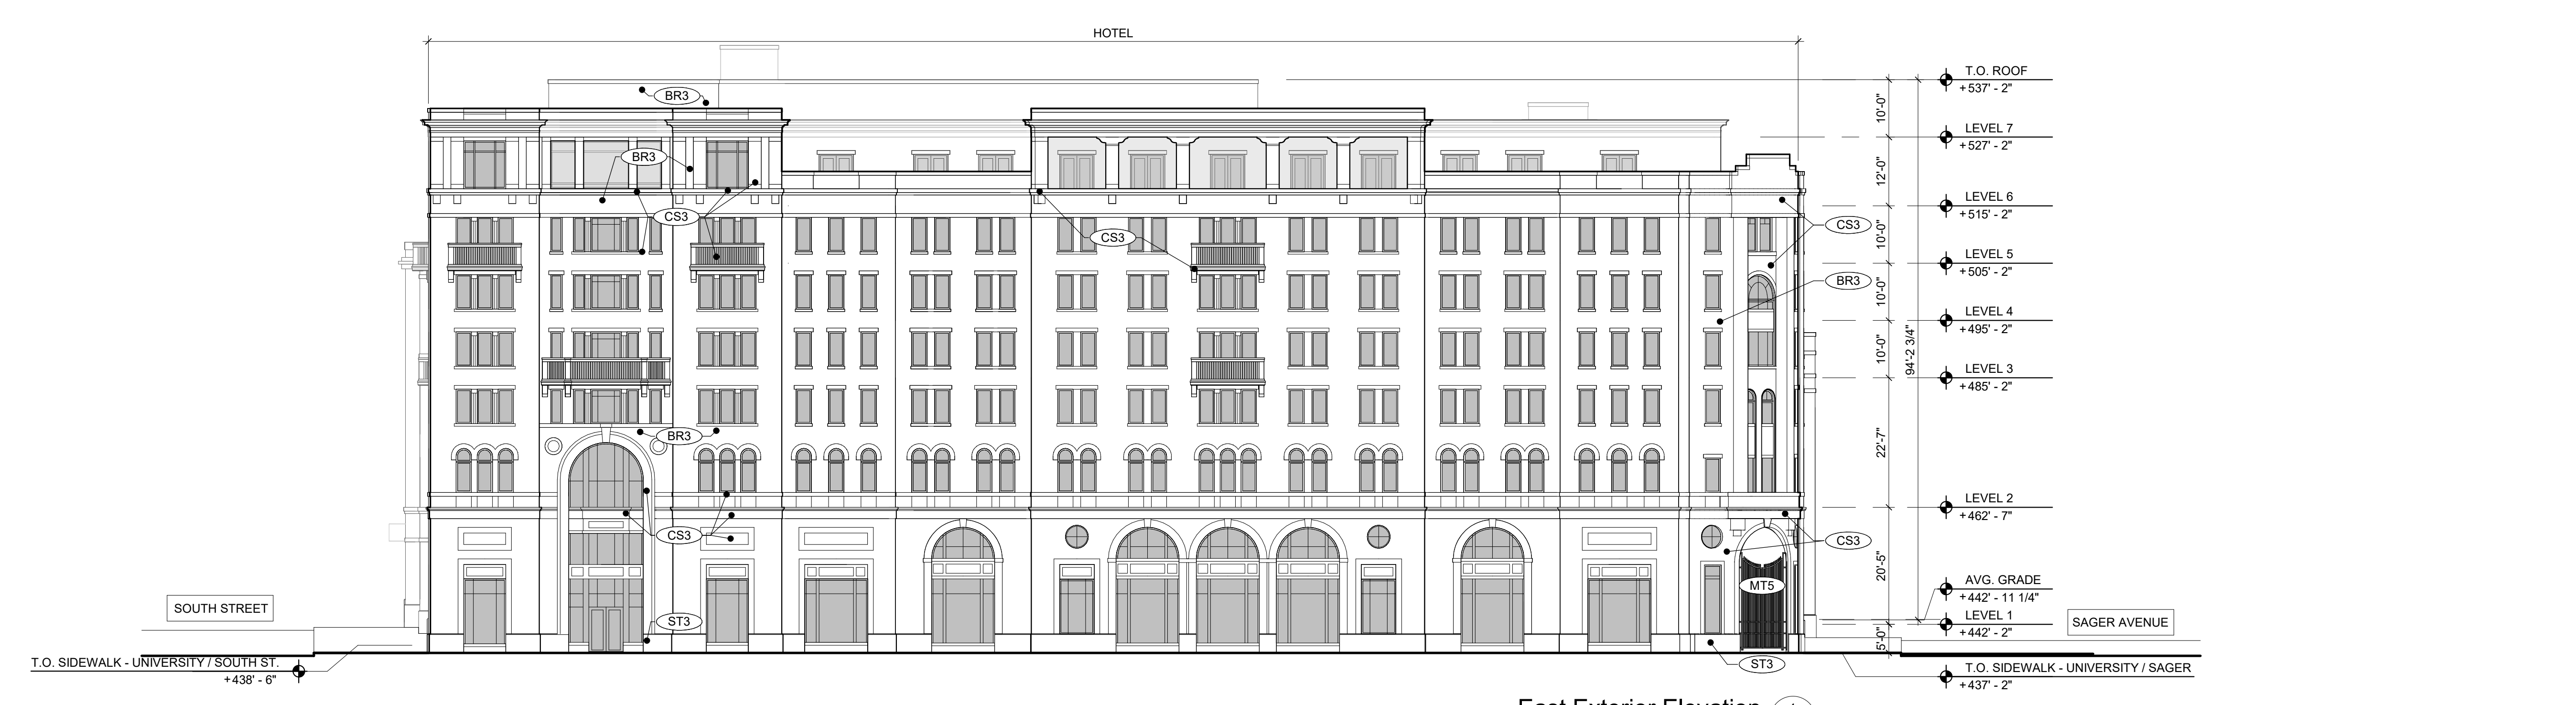 HOTEL
T.O. ROOF
+537' - 2"
BR3
10'-0"
LEVEL 7
+527' - 2"
BR3
12'-0"
LEVEL 6
+515' - 2"
CS3
CS3
CS3
10'-0"
LEVEL 5
+505' - 2"
BR3
10'-0"
LEVEL 4
+495' - 2"
10'-0"
94'-2 3/4"
LEVEL 3
+485' - 2"
BR3
22'-7"
LEVEL 2
+462' - 7"
CS3
CS3
20'-5"
MT5
AVG. GRADE
+442' - 11 1/4"
SOUTH STREET
ST3
LEVEL 1
+442' - 2"
SAGER AVENUE
5'-0"
T.O. SIDEWALK - UNIVERSITY / SOUTH ST.
+438' - 6"
ST3
T.O. SIDEWALK - UNIVERSITY / SAGER
+437' - 2"
East Exterior Elevation